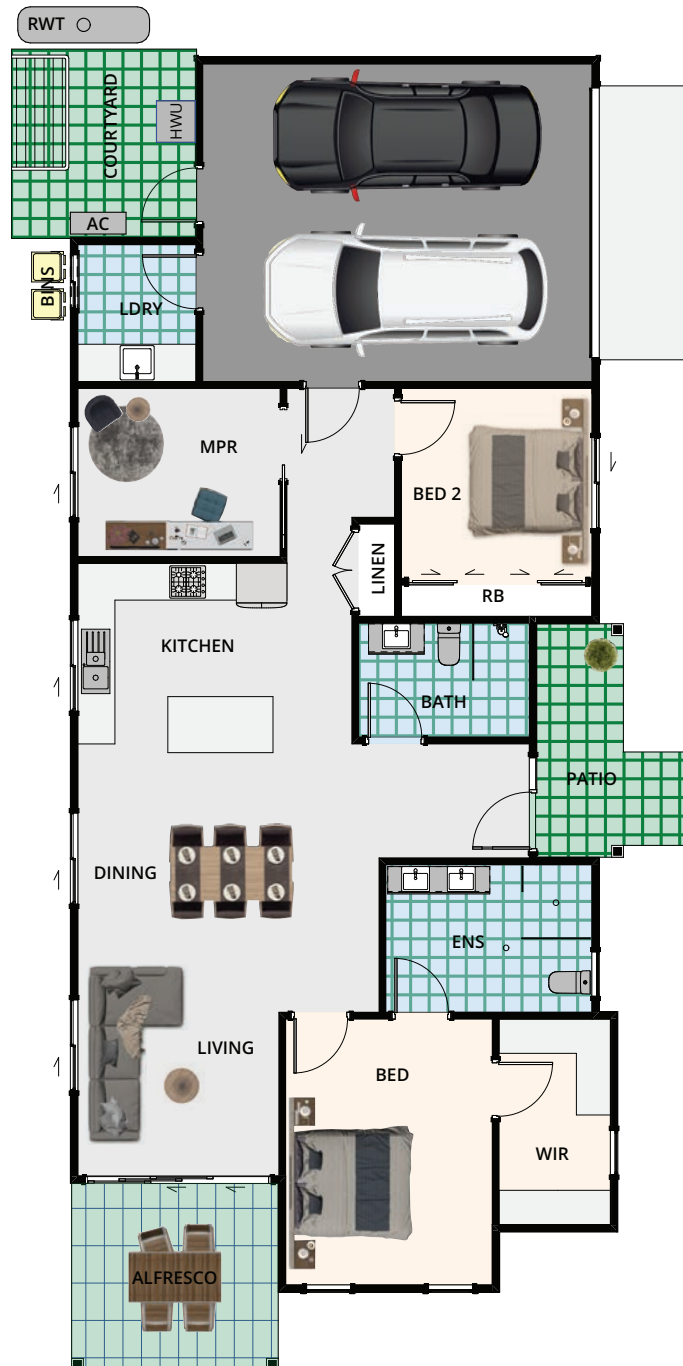 RWT
COURTYARD
HWU
AC
BINS
LDRY
MPR
BED 2
LINEN
RB
KITCHEN
BATH
PATIO
DINING
ENS
LIVING
BED
WIR
ALFRESCO